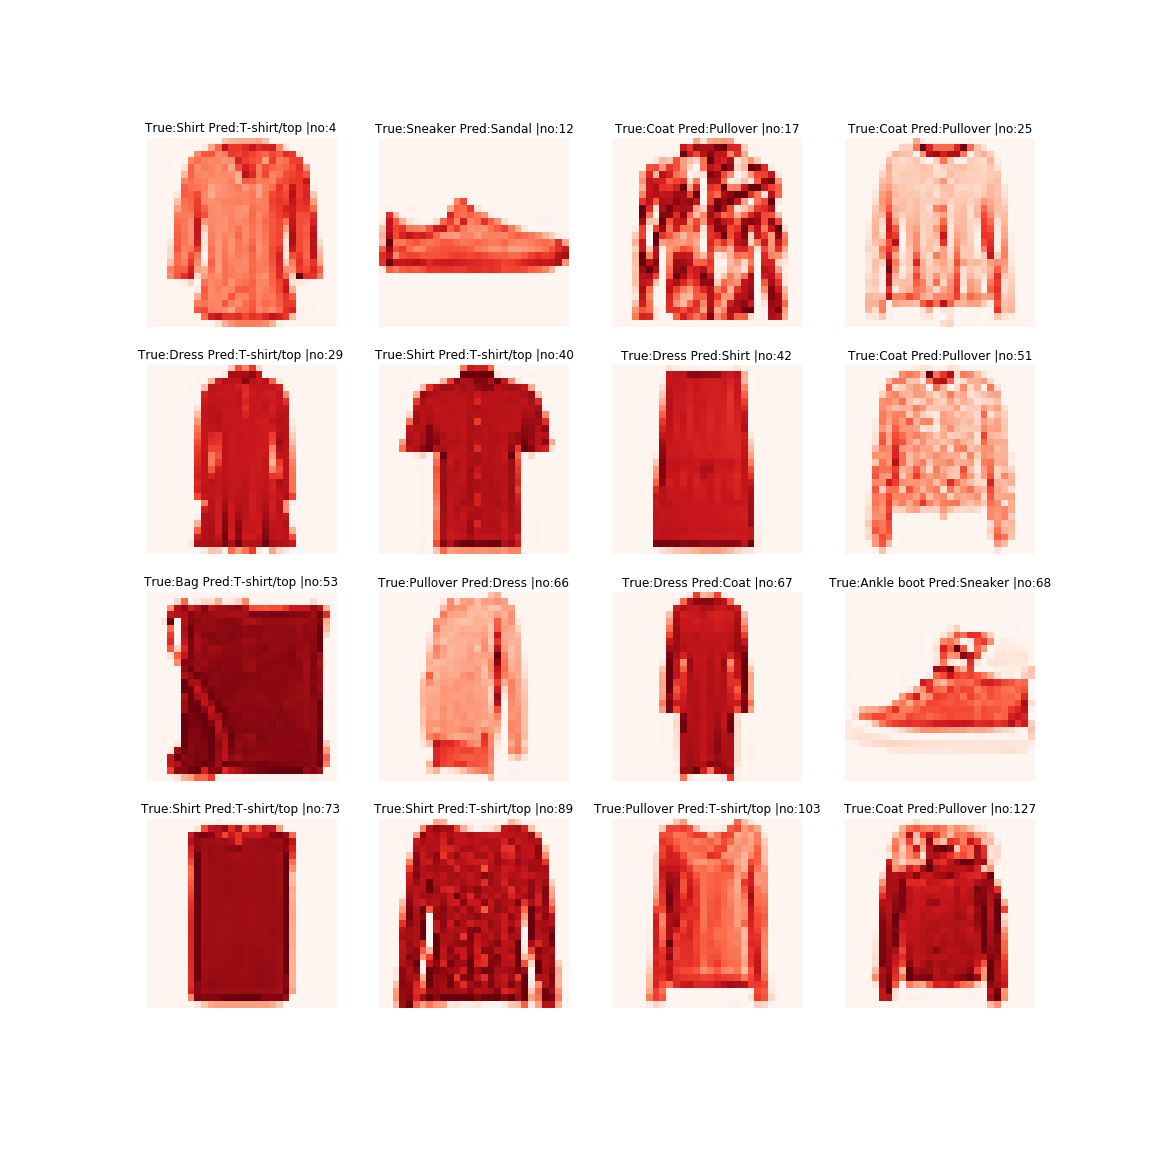 True:Shirt Pred:T-shirt/top |no:4
True:Sneaker Pred:Sandal |no:12
True:Coat Pred:Pullover |no:17
True:Coat Pred:Pullover |no:25
True:Dress Pred:T-shirt/top |no:29
True:Shirt Pred:T-shirt/top |no:40
True:Dress Pred:Shirt |no:42
True:Coat Pred:Pullover |no:51
True:Bag Pred:T-shirt/top |no:53
True:Pullover Pred:Dress |no:66
True:Dress Pred:Coat |no:67
True:Ankle boot Pred:Sneaker |no:68
True:Shirt Pred:T-shirt/top |no:73
True:Shirt Pred:T-shirt/top |no:89
True:Pullover Pred:T-shirt/top |no:103
True:Coat Pred:Pullover |no:127